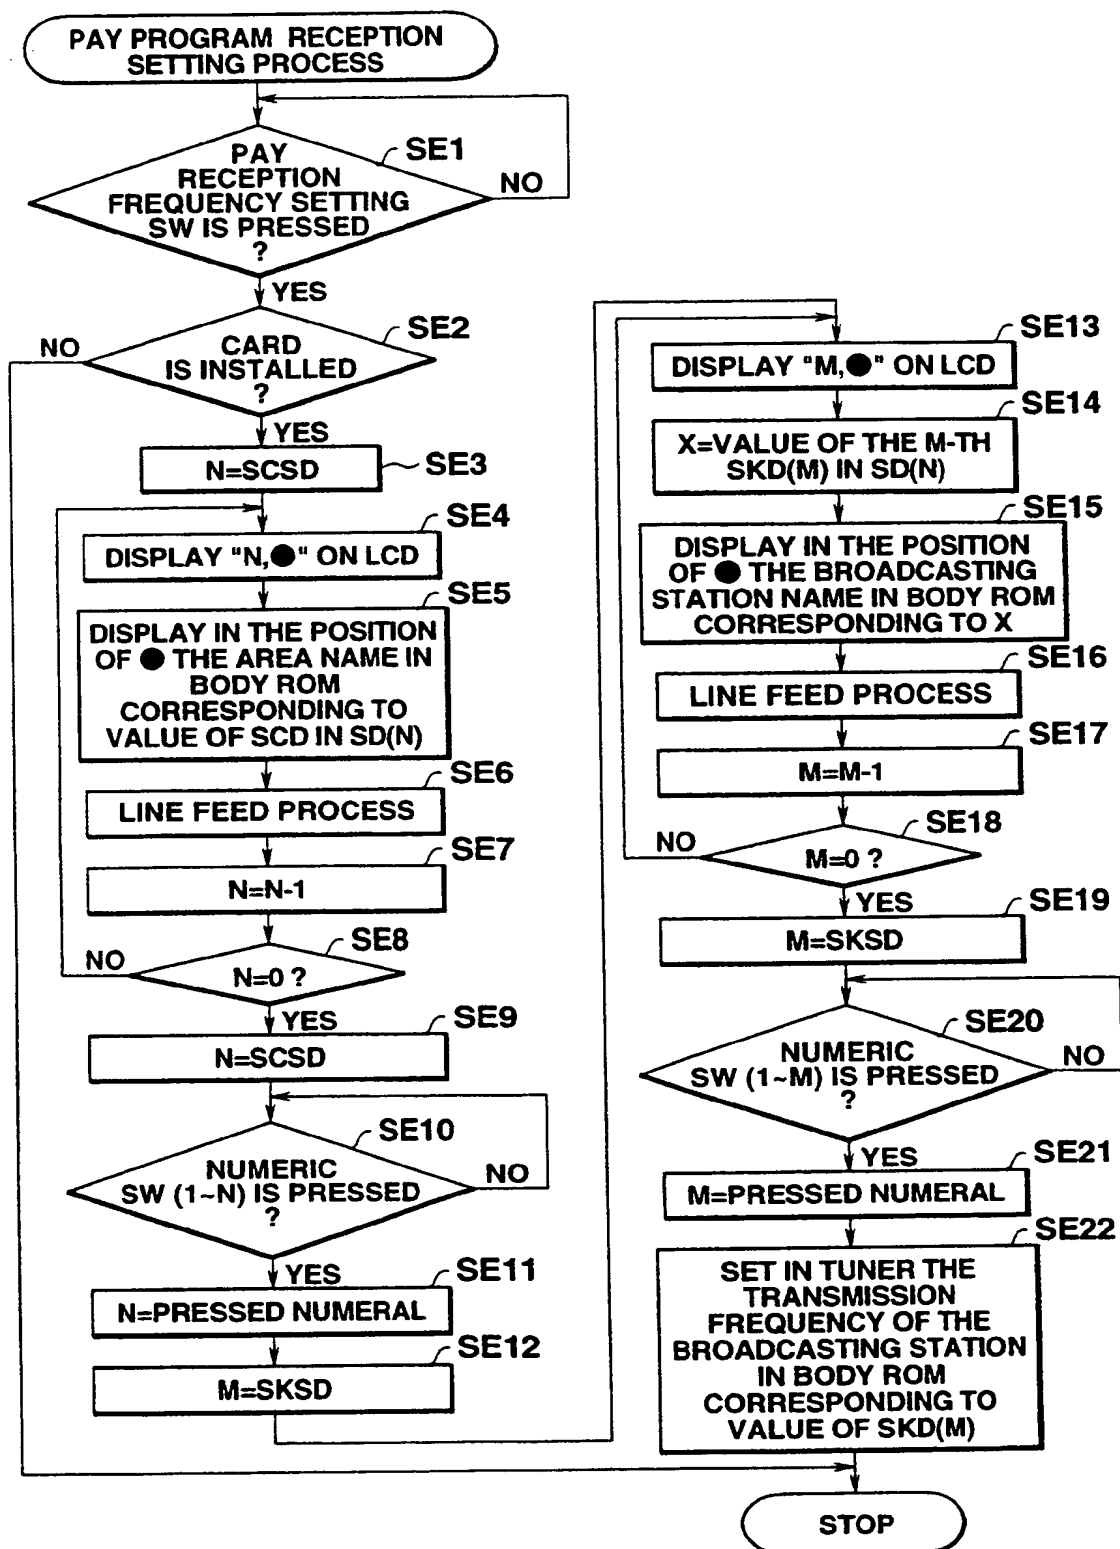 PAY PROGRAM RECEPTION
SETTING PROCESS
SE1
PAY
RECEPTION
FREQUENCY SETTING
SW IS PRESSED
?
NO
YES
SE2
CARD
IS INSTALLED
?
NO
YES
SE3
N=SCSD
SE4
DISPLAY "N,●" ON LCD
SE5
DISPLAY IN THE POSITION
OF ● THE AREA NAME IN
BODY ROM
CORRESPONDING TO
VALUE OF SCD IN SD(N)
SE6
LINE FEED PROCESS
SE7
N=N-1
SE8
N=0 ?
NO
YES
SE9
N=SCSD
SE10
NUMERIC
SW (1~N) IS PRESSED
?
NO
YES
SE11
N=PRESSED NUMERAL
SE12
M=SKSD
SE13
DISPLAY "M,●" ON LCD
SE14
X=VALUE OF THE M-TH
SKD(M) IN SD(N)
SE15
DISPLAY IN THE POSITION
OF ● THE BROADCASTING
STATION NAME IN BODY ROM
CORRESPONDING TO X
SE16
LINE FEED PROCESS
SE17
M=M-1
SE18
M=0 ?
NO
YES
SE19
M=SKSD
SE20
NUMERIC
SW (1~M) IS PRESSED
?
NO
YES
SE21
M=PRESSED NUMERAL
SE22
SET IN TUNER THE
TRANSMISSION
FREQUENCY OF THE
BROADCASTING STATION
IN BODY ROM
CORRESPONDING TO
VALUE OF SKD(M)
STOP